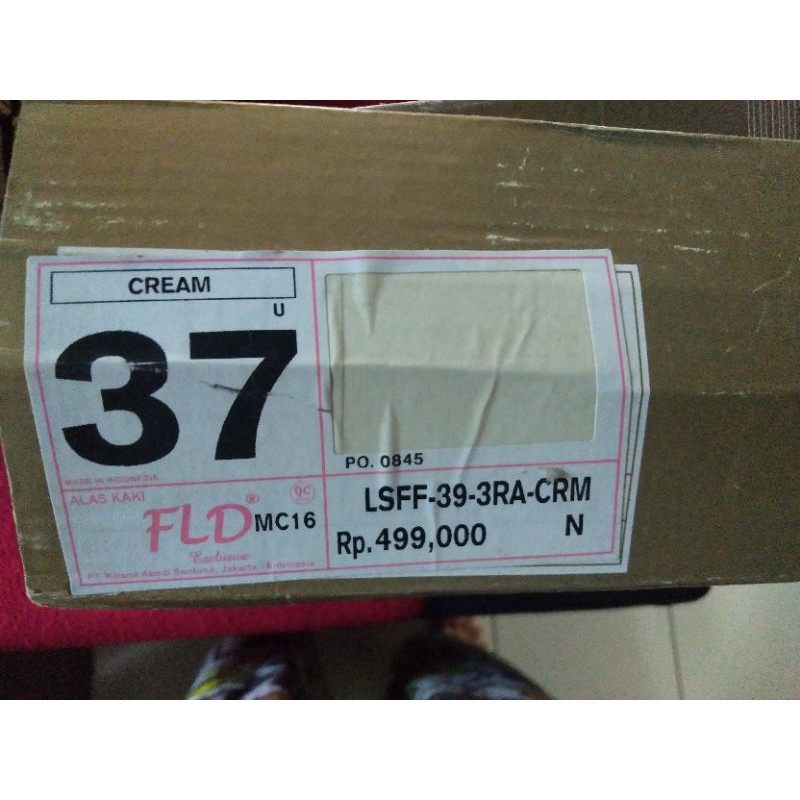 CREAM
U
37
MADE IN INDONESIA
PO. 0845
ALAS KAKI
QC
FLD® MC16
Exclusive
PT. Kirana Abadi Sentosa, Jakarta - Indonesia
LSFF-39-3RA-CRM
Rp.499,000 N